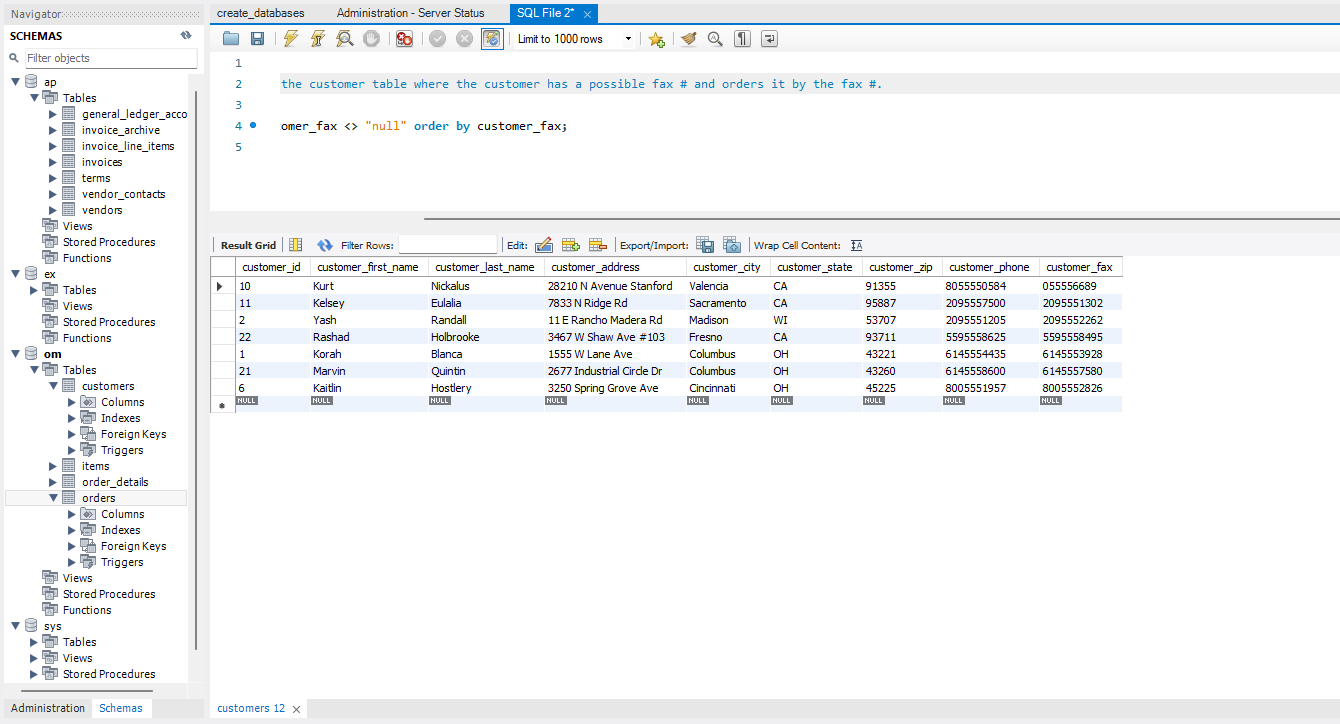 Navigator
create_databases
Administration - Server Status
SQL File 2*
SCHEMAS
Limit to 1000 rows
Filter objects
ap
Tables
general_ledger_acco
invoice_archive
invoice_line_items
invoices
terms
vendor_contacts
vendors
Views
Stored Procedures
Functions
ex
Tables
Views
Stored Procedures
Functions
om
Tables
customers
Columns
Indexes
Foreign Keys
Triggers
items
order_details
orders
Columns
Indexes
Foreign Keys
Triggers
Views
Stored Procedures
Functions
sys
Tables
Views
Stored Procedures
Administration Schemas
1
2 the customer table where the customer has a possible fax # and orders it by the fax #.
3
4 omer_fax <> "null" order by customer_fax;
5
Result Grid Filter Rows: Edit: Export/Import: Wrap Cell Content:
customer_id customer_first_name customer_last_name customer_address customer_city customer_state customer_zip customer_phone customer_fax
10 Kurt Nickalus 28210 N Avenue Stanford Valencia CA 91355 8055550584 055556689
11 Kelsey Eulalia 7833 N Ridge Rd Sacramento CA 95887 2095557500 2095551302
2 Yash Randall 11 E Rancho Madera Rd Madison WI 53707 2095551205 2095552262
22 Rashad Holbrooke 3467 W Shaw Ave #103 Fresno CA 93711 5595558625 5595558495
1 Korah Blanca 1555 W Lane Ave Columbus OH 43221 6145554435 6145553928
21 Marvin Quintin 2677 Industrial Circle Dr Columbus OH 43260 6145558600 6145557580
6 Kaitlin Hostlery 3250 Spring Grove Ave Cincinnati OH 45225 8005551957 8005552826
NULL NULL NULL NULL NULL NULL NULL NULL NULL
customers 12